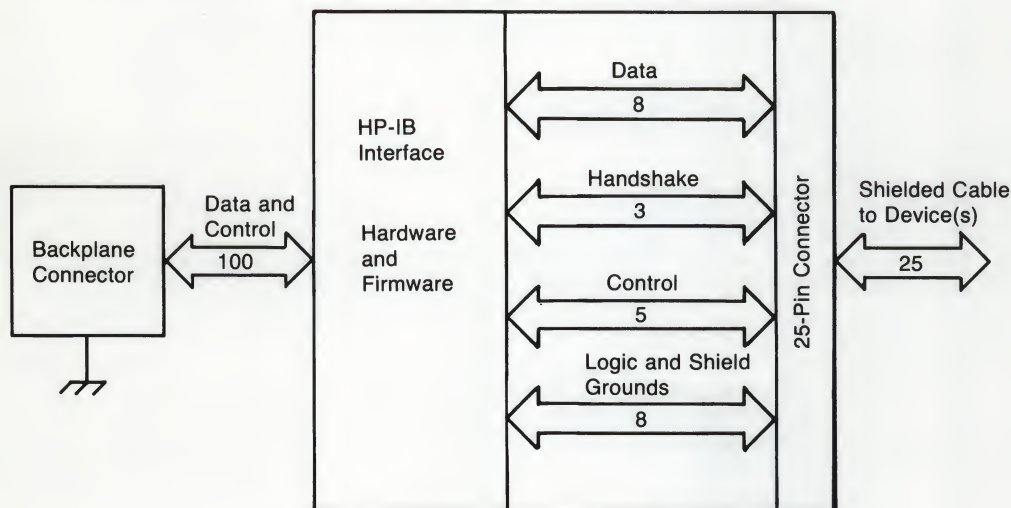 Backplane
Connector
Data and
Control
100
HP-IB
Interface
Hardware
and
Firmware
Data
8
Handshake
3
Control
5
Logic and Shield
Grounds
8
25-Pin Connector
Shielded Cable
to Device(s)
25